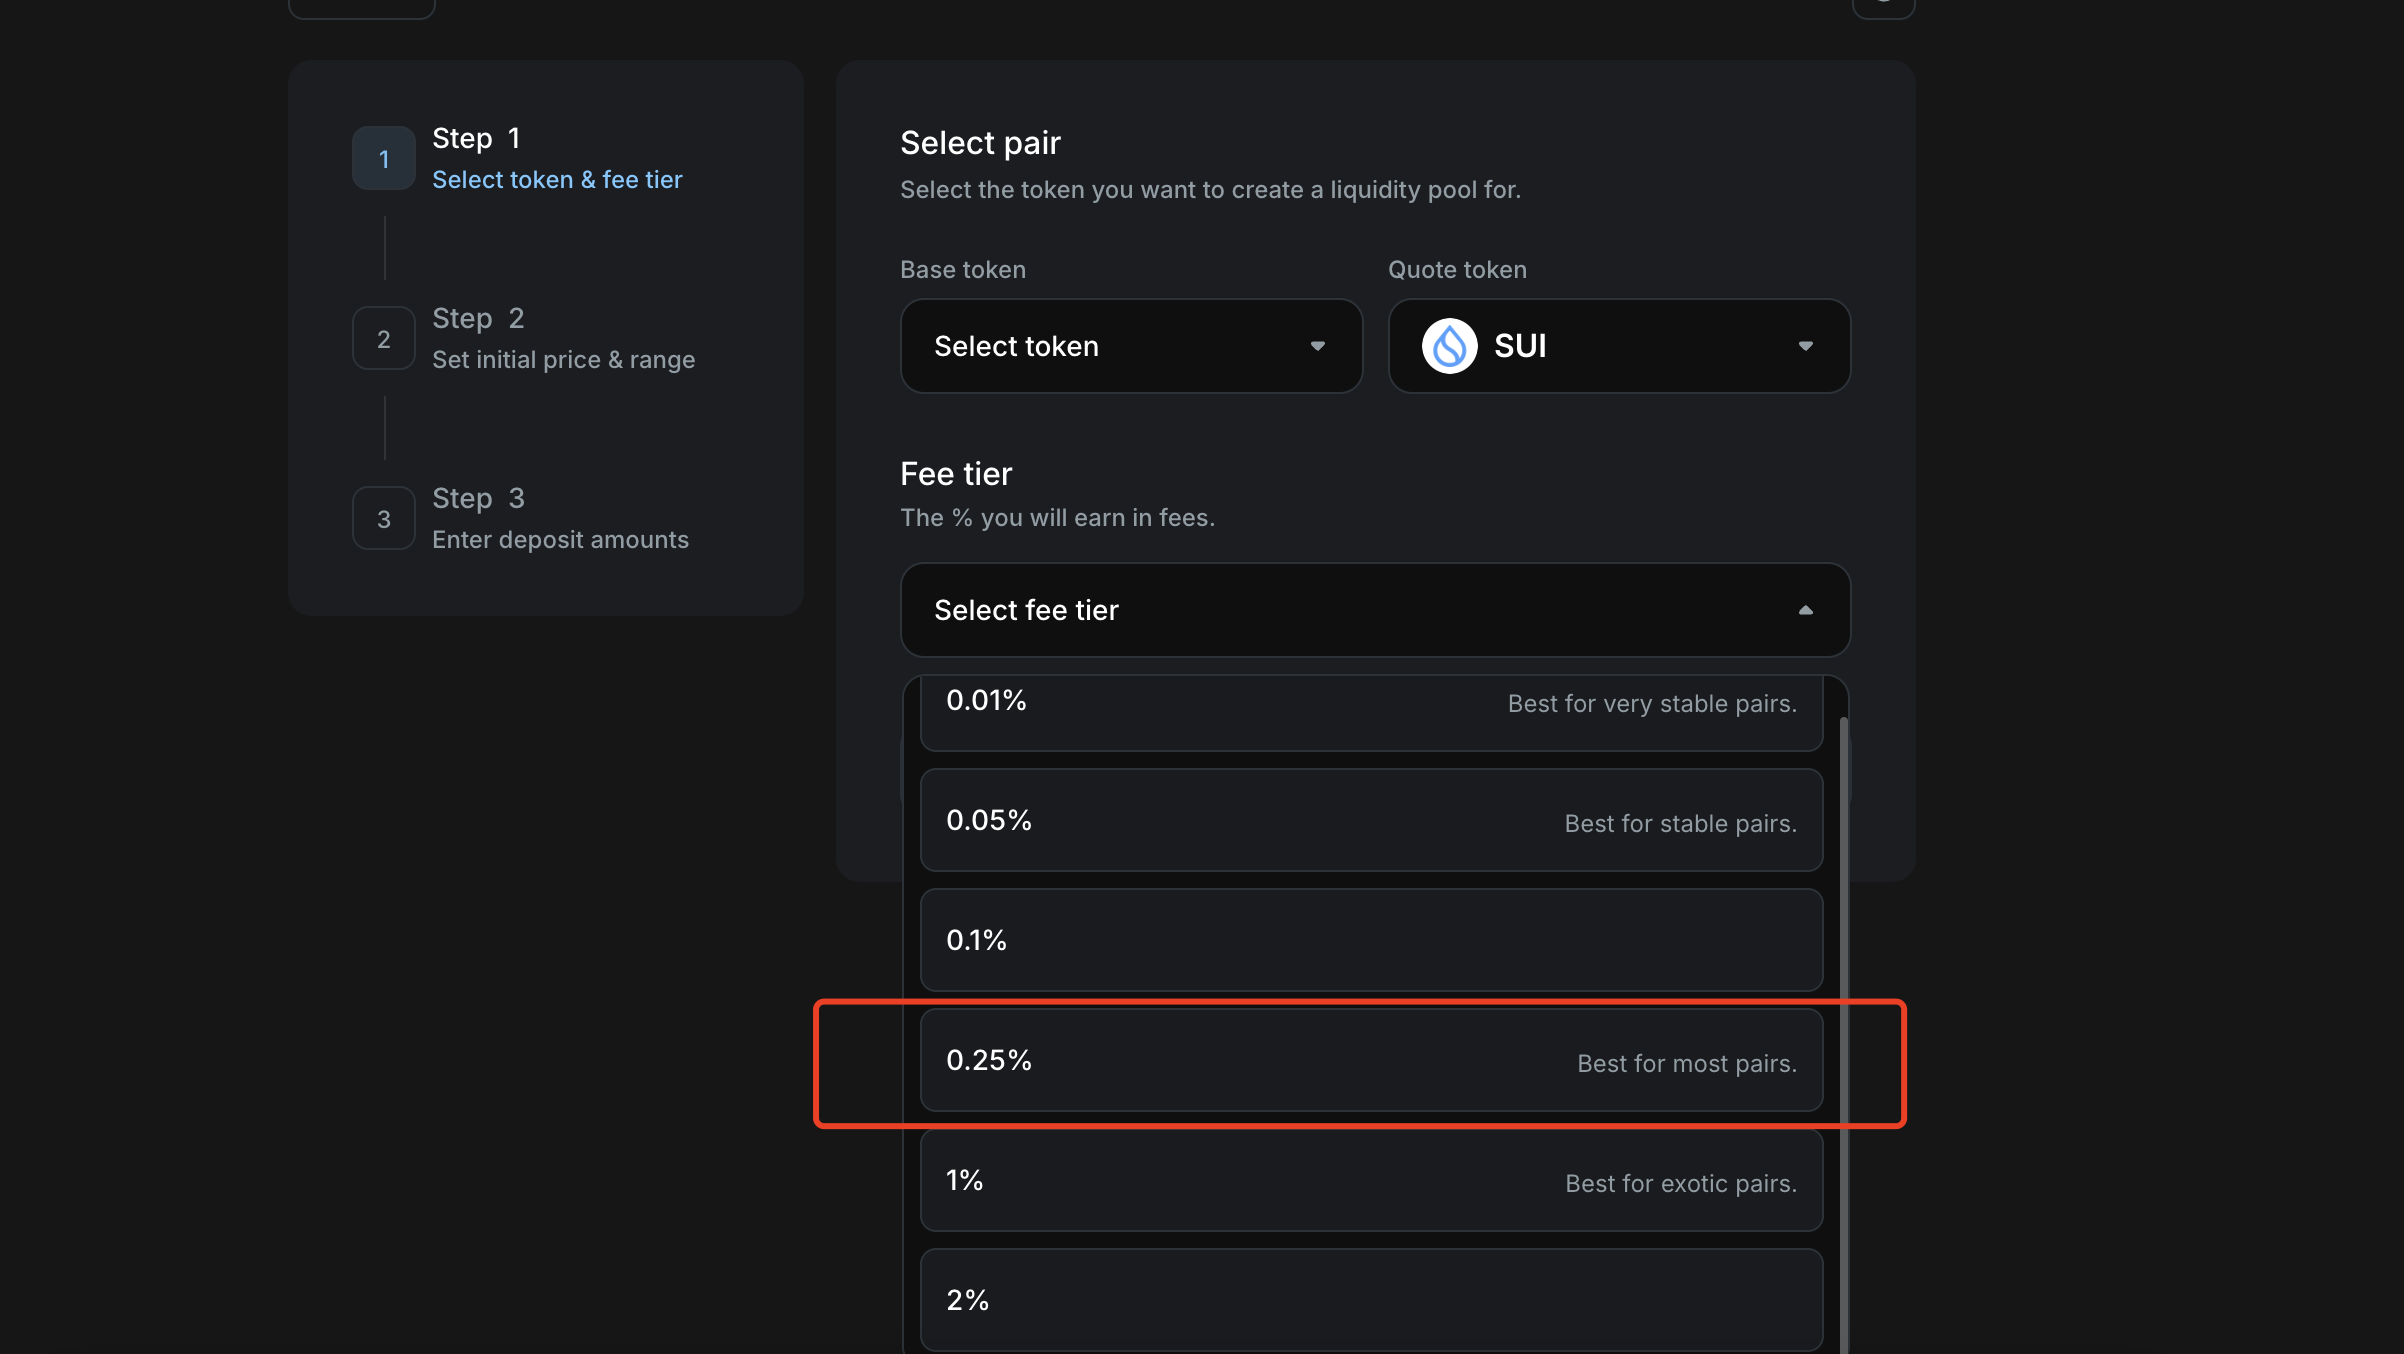 1
Step 1
Select token & fee tier
2
Step 2
Set initial price & range
3
Step 3
Enter deposit amounts
Select pair
Select the token you want to create a liquidity pool for.
Base token
Quote token
Select token
SUI
Fee tier
The % you will earn in fees.
Select fee tier
0.01% Best for very stable pairs.
0.05% Best for stable pairs.
0.1%
0.25% Best for most pairs.
1% Best for exotic pairs.
2%